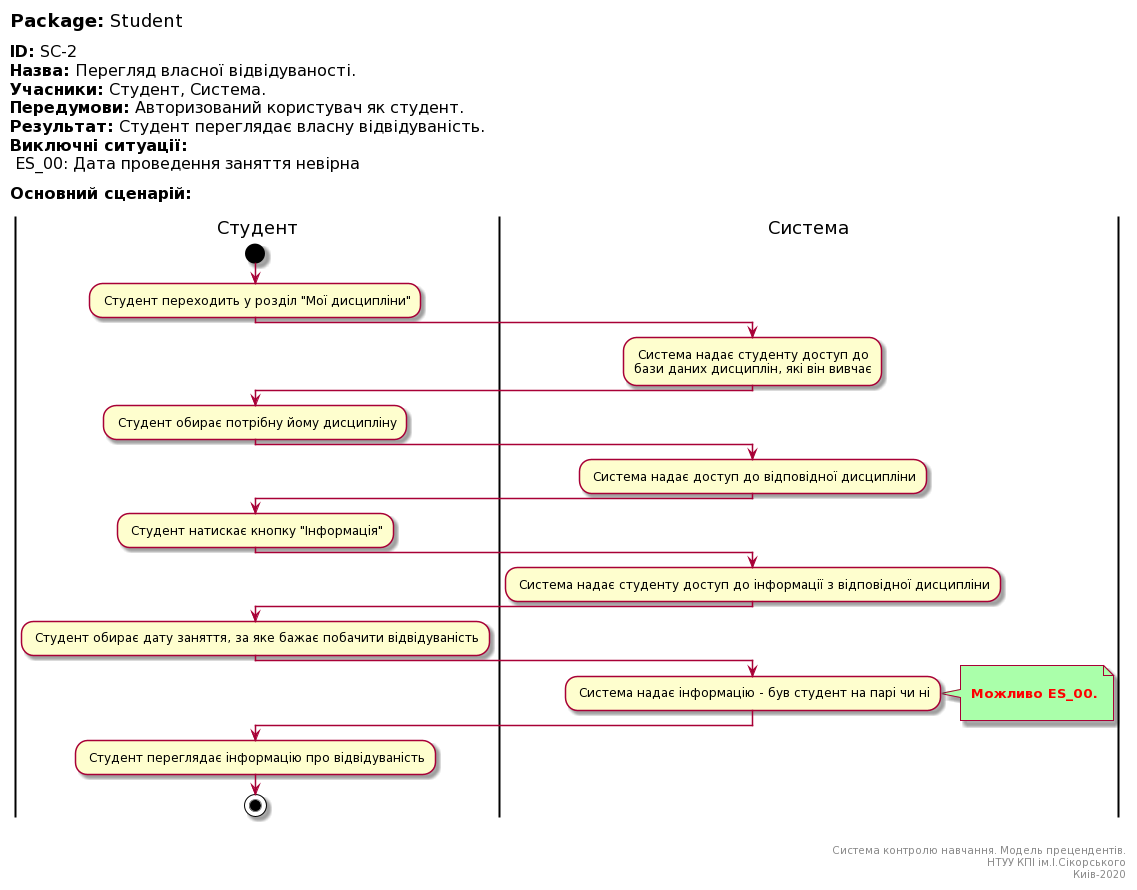 Package: Student
ID: SC-2
Назва: Перегляд власної відвідуваності.
Учасники: Студент, Система.
Передумови: Авторизований користувач як студент.
Результат: Студент переглядає власну відвідуваність.
Виключні ситуації:
ES_00: Дата проведення заняття невірна
Основний сценарій:
Студент
Система
Студент переходить у розділ "Мої дисципліни"
Система надає студенту доступ до
бази даних дисциплін, які він вивчає
Студент обирає потрібну йому дисципліну
Система надає доступ до відповідної дисципліни
Студент натискає кнопку "Інформація"
Система надає студенту доступ до інформації з відповідної дисципліни
Студент обирає дату заняття, за яке бажає побачити відвідуваність
Система надає інформацію - був студент на парі чи ні
Можливо ES_00.
Студент переглядає інформацію про відвідуваність
Система контролю навчання. Модель прецендентів.
НТУУ КПІ ім.І.Сікорського
Киів-2020